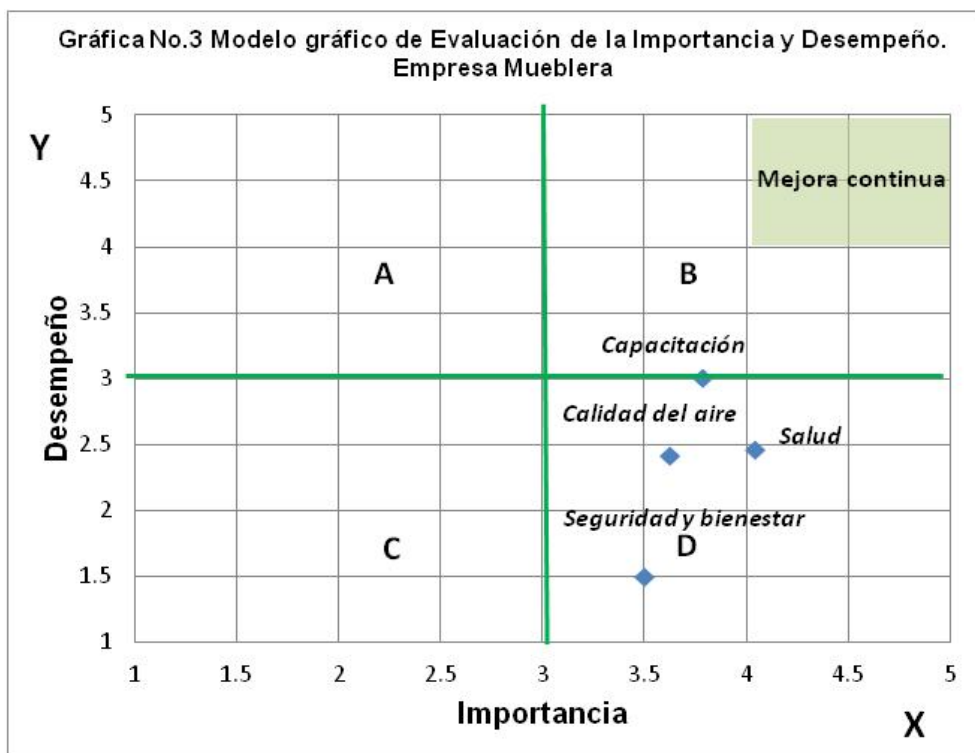 Gráfica No.3 Modelo gráfico de Evaluación de la Importancia y Desempeño.
Empresa Mueblera
Y
5
4.5
4
3.5
3
2.5
2
1.5
1
Desempeño
Mejora continua
A
B
Capacitación
Calidad del aire
Salud
Seguridad y bienestar
C
D
1
1.5
2
2.5
3
3.5
4
4.5
5
Importancia
X